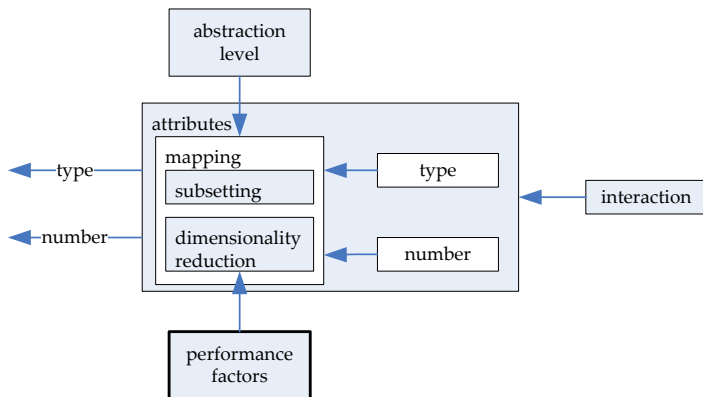 abstraction
level
attributes
mapping
type
type
subsetting
interaction
number
dimensionality
reduction
number
performance
factors